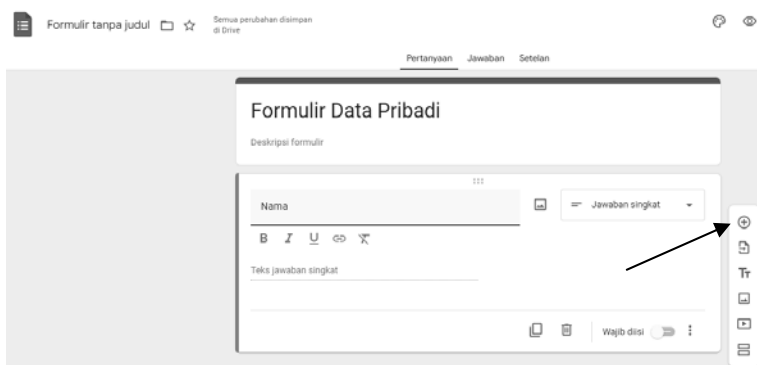 Formulir tanpa judul
Semua perubahan disimpan
di Drive
Pertanyaan Jawaban Setelan
Formulir Data Pribadi
Deskripsi formulir
Nama
Jawaban singkat
B I U
Teks jawaban singkat
Wajib diisi
Tт